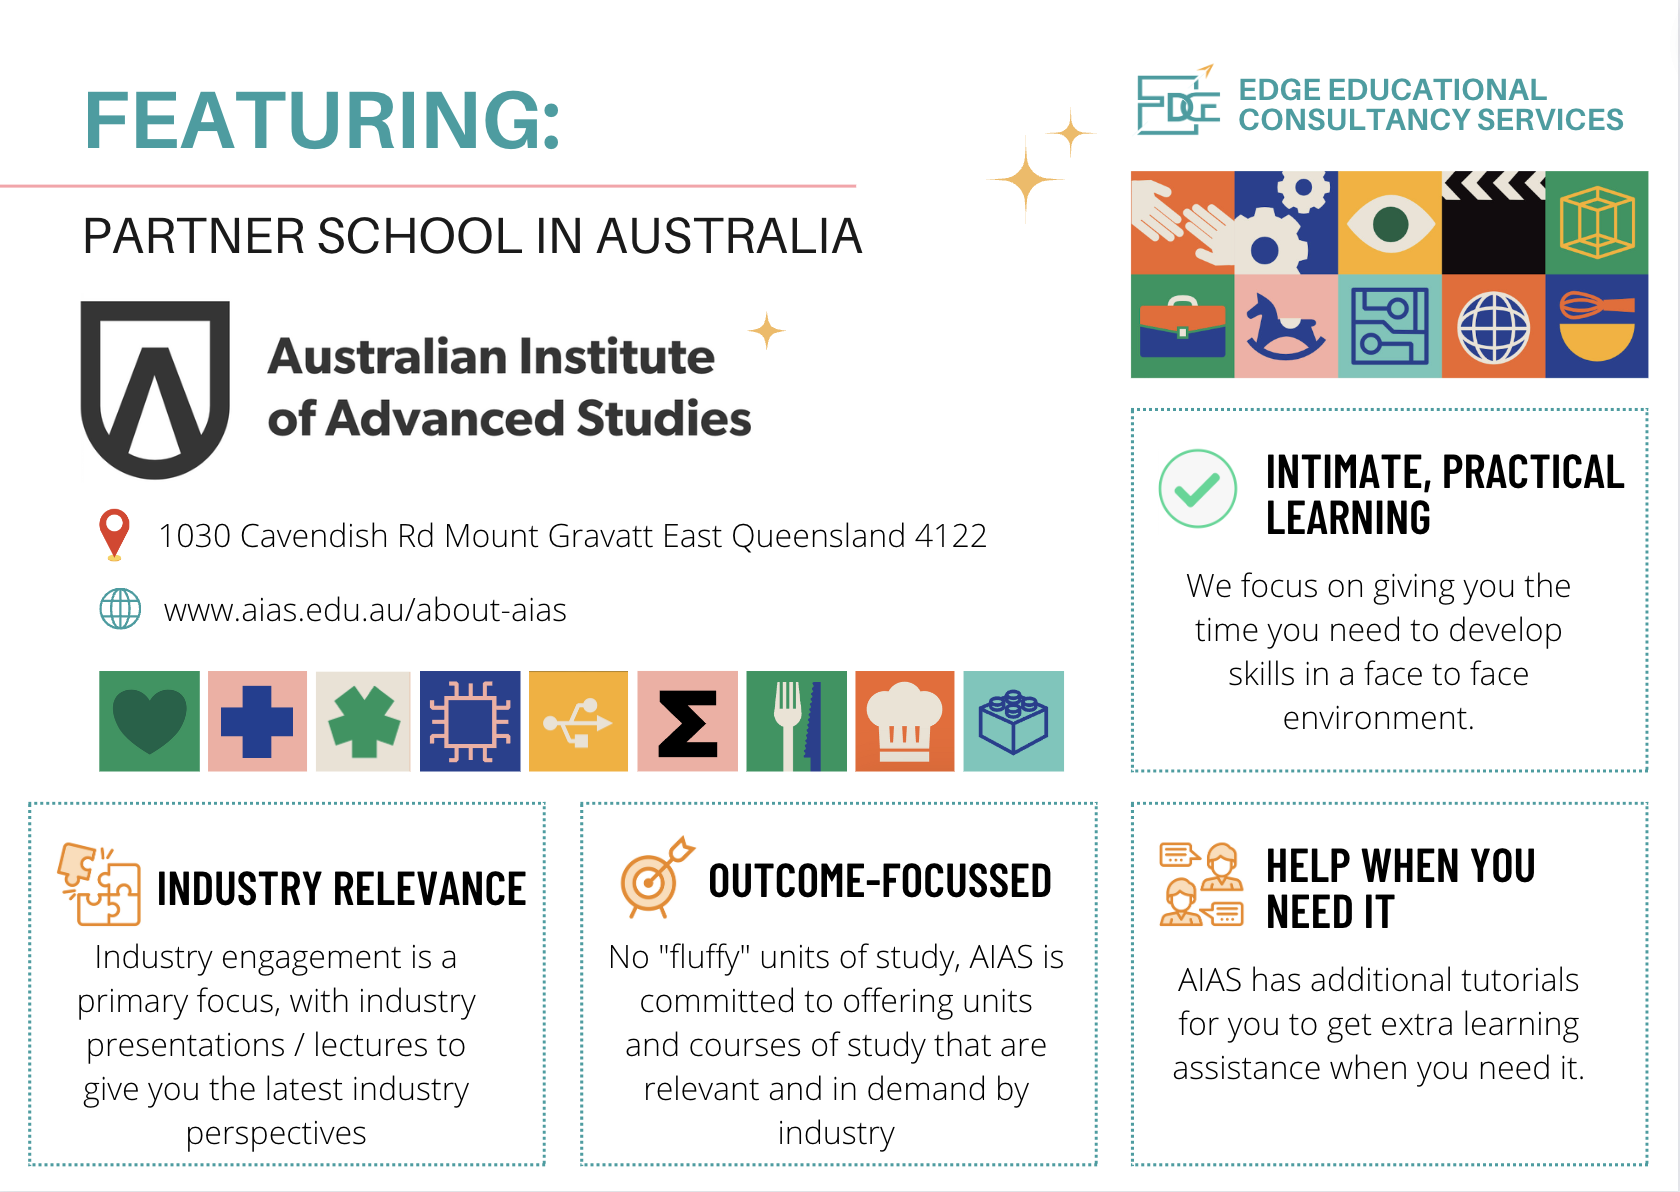 FEATURING:
PARTNER SCHOOL IN AUSTRALIA
Australian Institute
of Advanced Studies
1030 Cavendish Rd Mount Gravatt East Queensland 4122
www.aias.edu.au/about-aias
EDGE
EDGE EDUCATIONAL
CONSULTANCY SERVICES
INTIMATE, PRACTICAL
LEARNING
We focus on giving you the
time you need to develop
skills in a face to face
environment.
INDUSTRY RELEVANCE
Industry engagement is a
primary focus, with industry
presentations / lectures to
give you the latest industry
perspectives
OUTCOME-FOCUSSED
No "fluffy" units of study, AIAS is
committed to offering units
and courses of study that are
relevant and in demand by
industry
HELP WHEN YOU
NEED IT
AIAS has additional tutorials
for you to get extra learning
assistance when you need it.